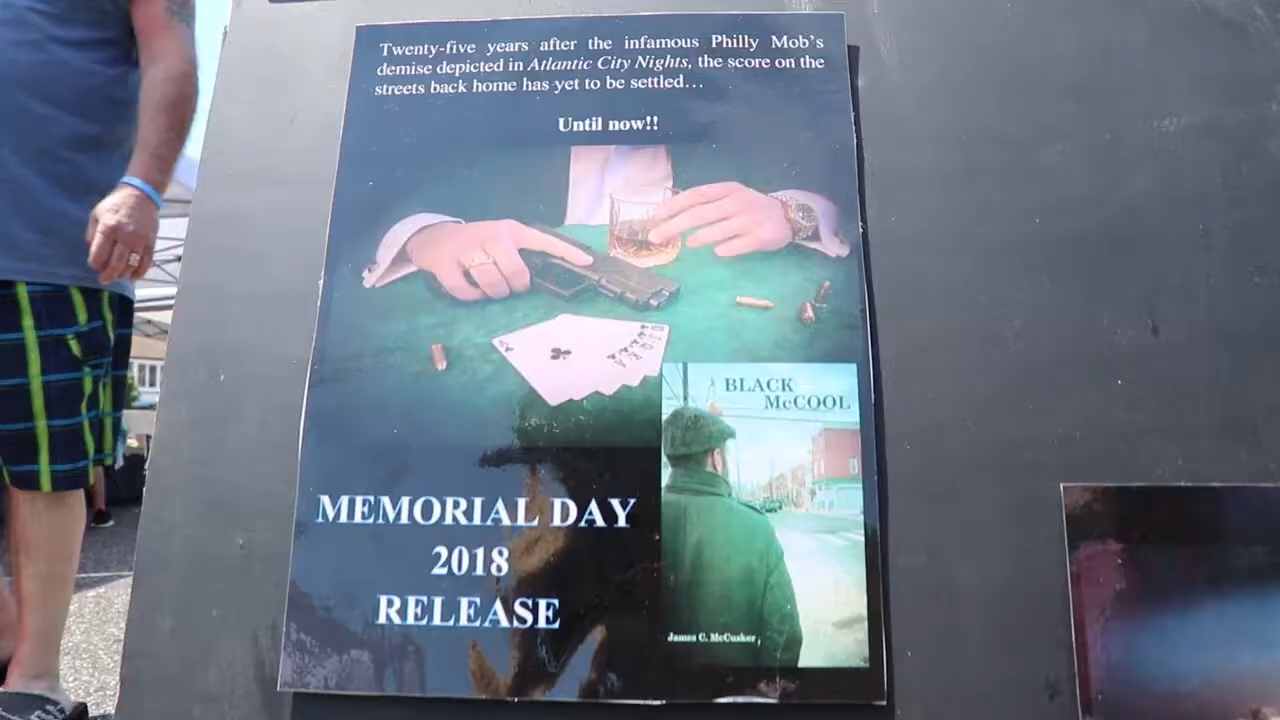 Twenty-five years after the infamous Philly Mob's
demise depicted in Atlantic City Nights, the score on the
streets back home has yet to be settled…
Until now!!
BLACK
McCOOL
MEMORIAL DAY
2018
RELEASE
James C. McCusker